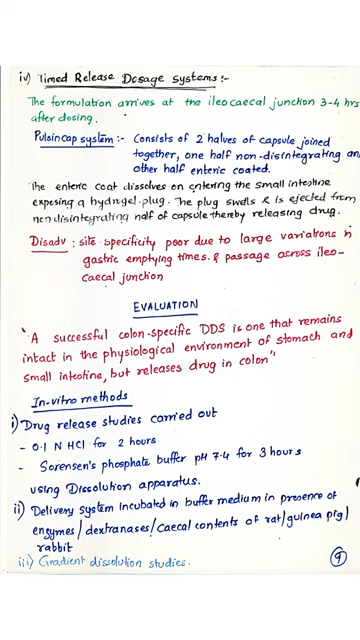 iv) Timed Release Dosage systems:-
The formulation arrives at the ileocaecal junction 3-4 hrs
after dosing.
Pulsincap system:- Consists of 2 halves of capsule joined
together, one half non-disintegrating an
other half enteric coated.
The enteric coat dissolves on entering the small intestine
exposing a hydrogel plug. The plug swells & is ejected from
non disintegrating half of capsule thereby releasing drug.
Disadv : site specificity poor due to large variations in
gastric emptying times & passage across ileo-
caecal junction
EVALUATION
"A successful colon-specific DDS is one that remains
intact in the physiological environment of stomach and
small intestine, but releases drug in colon"
In-vitro methods
i) Drug release studies carried out
- 0.1 N HCl for 2 hours
- Sorensen's phosphate buffer pH 7.4 for 3 hours
using Dissolution apparatus.
ii) Delivery system incubated in buffer medium in presence of
enzymes/dextranases/caecal contents of rat/guinea pig/
rabbit
iii) Gradient dissolution studies.
9